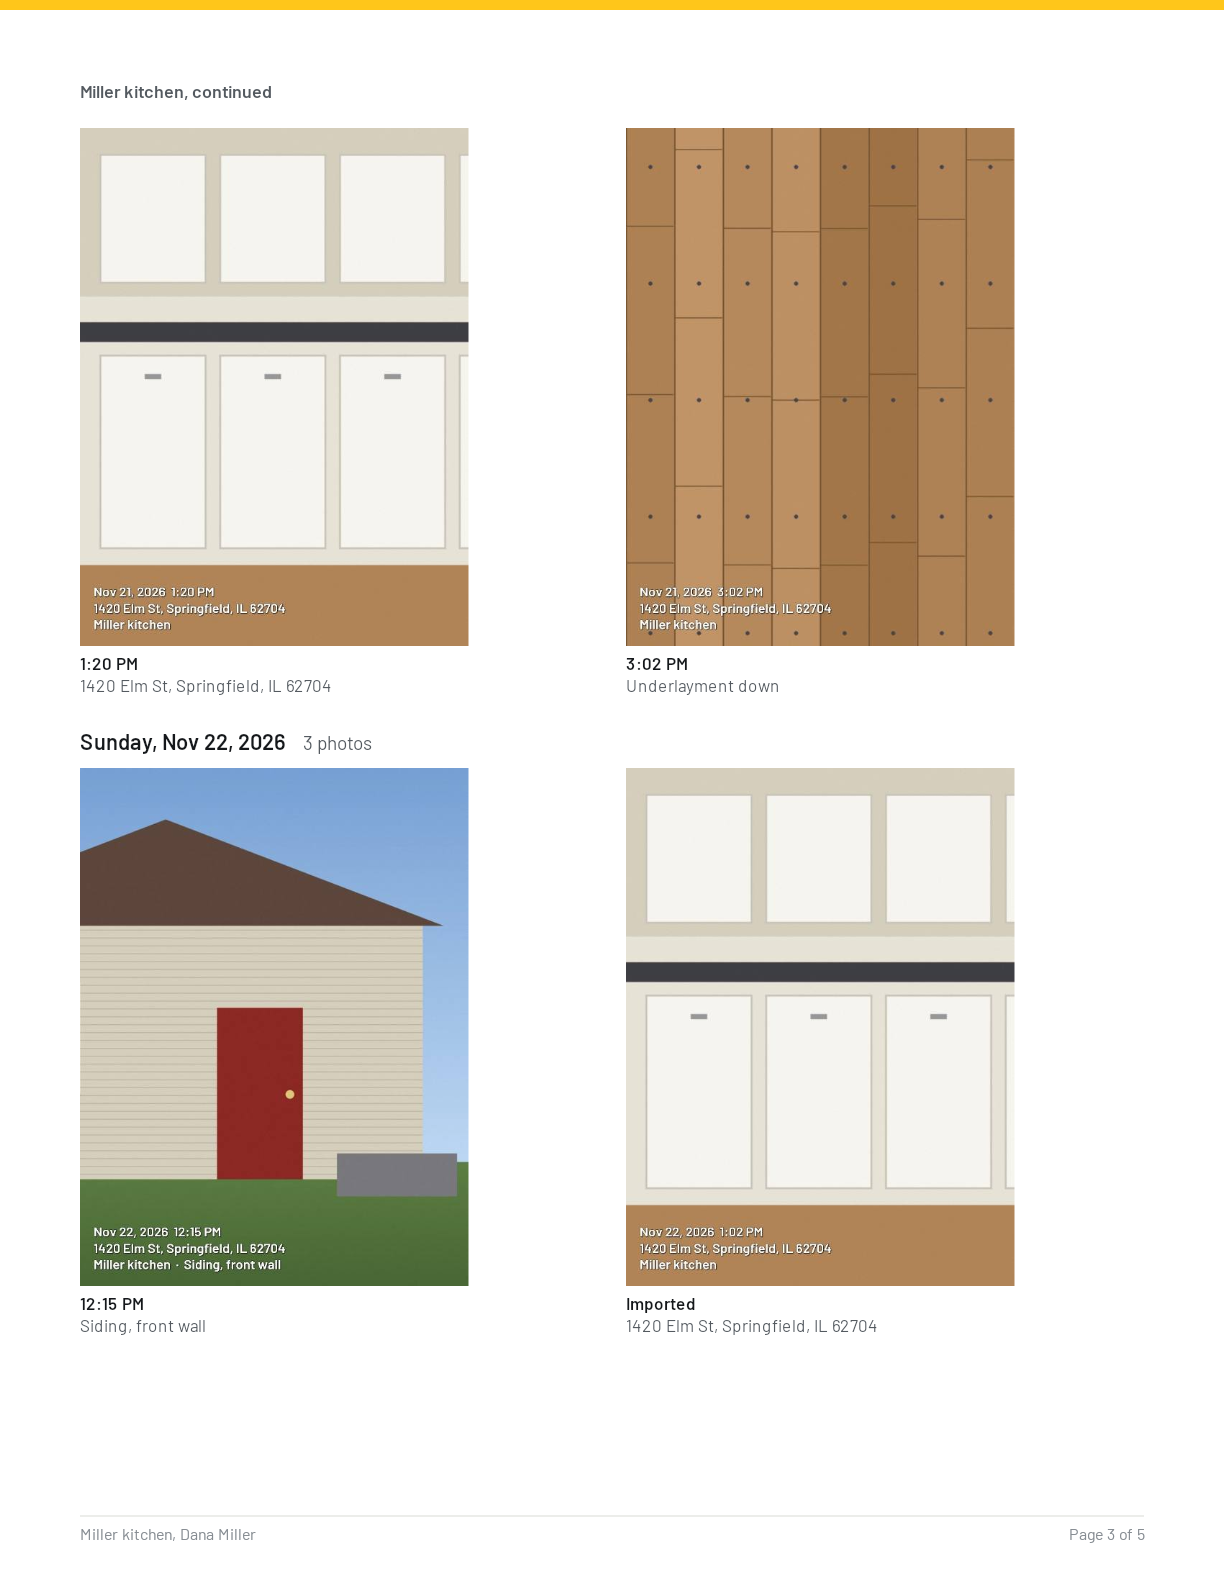 Miller kitchen, continued
Nov 21, 2026 1:20 PM
1420 Elm St, Springfield, IL 62704
Miller kitchen
1:20 PM
1420 Elm St, Springfield, IL 62704
Nov 21, 2026 3:02 PM
1420 Elm St, Springfield, IL 62704
Miller kitchen
3:02 PM
Underlayment down
Sunday, Nov 22, 2026 3 photos
Nov 22, 2026 12:15 PM
1420 Elm St, Springfield, IL 62704
Miller kitchen · Siding, front wall
12:15 PM
Siding, front wall
Nov 22, 2026 1:02 PM
1420 Elm St, Springfield, IL 62704
Miller kitchen
Imported
1420 Elm St, Springfield, IL 62704
Miller kitchen, Dana Miller
Page 3 of 5